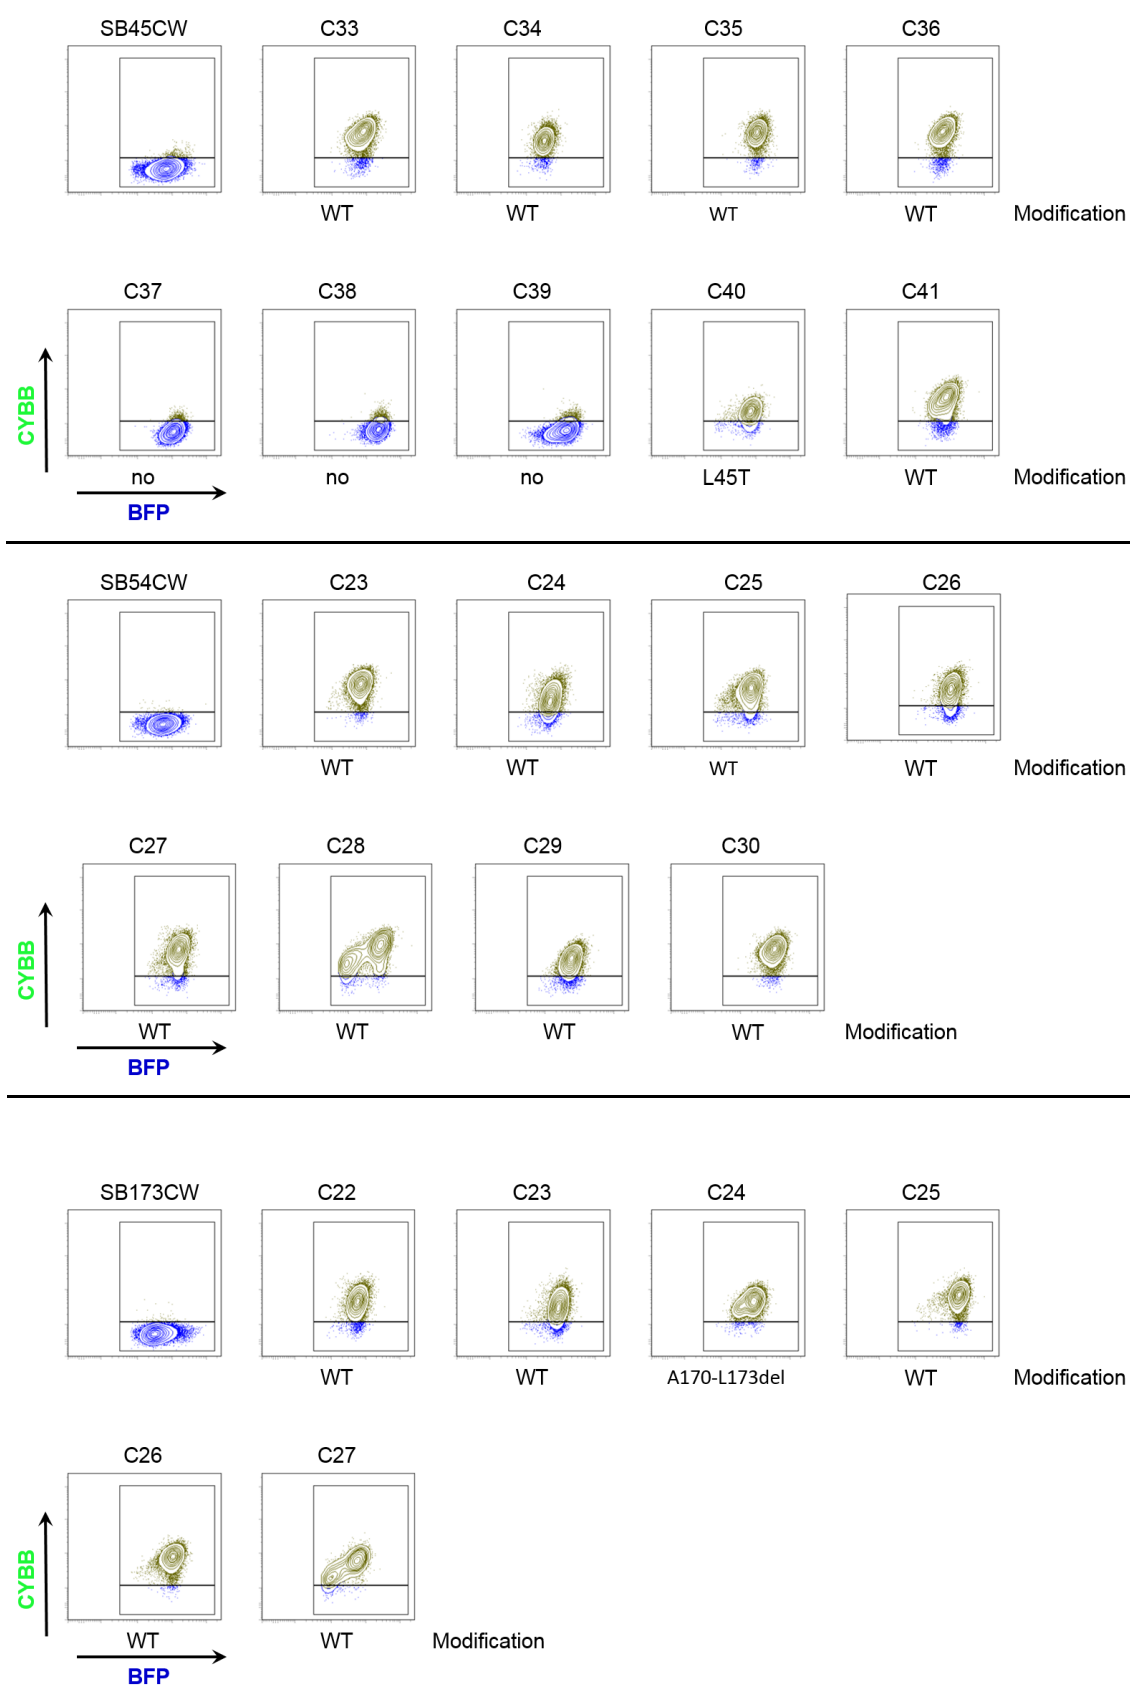 SB45CW C33 C34 C35 C36
WT WT WT WT Modification
C37 C38 C39 C40 C41
CYBB
no no no L45T WT Modification
BFP
SB54CW C23 C24 C25 C26
WT WT WT WT Modification
C27 C28 C29 C30
CYBB
WT WT WT WT Modification
BFP
SB173CW C22 C23 C24 C25
WT WT A170-L173del WT Modification
C26 C27
CYBB
WT WT Modification
BFP